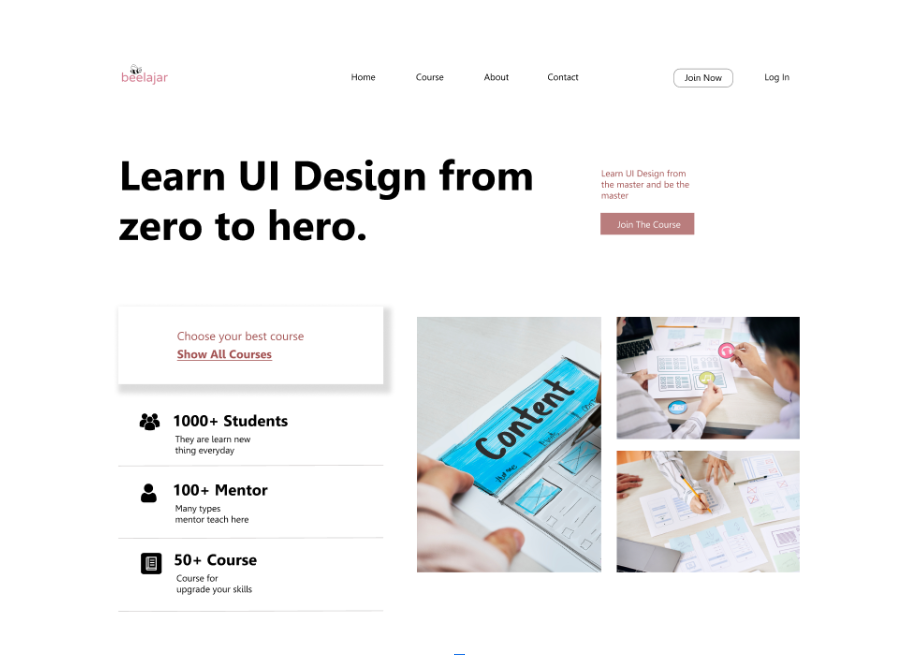 beelajar
Home
Course
About
Contact
Join Now
Log In
Learn UI Design from
zero to hero.
Learn UI Design from
the master and be the
master
Join The Course
Choose your best course
Show All Courses
1000+ Students
They are learn new
thing everyday
100+ Mentor
Many types
mentor teach here
50+ Course
Course for
upgrade your skills
Content